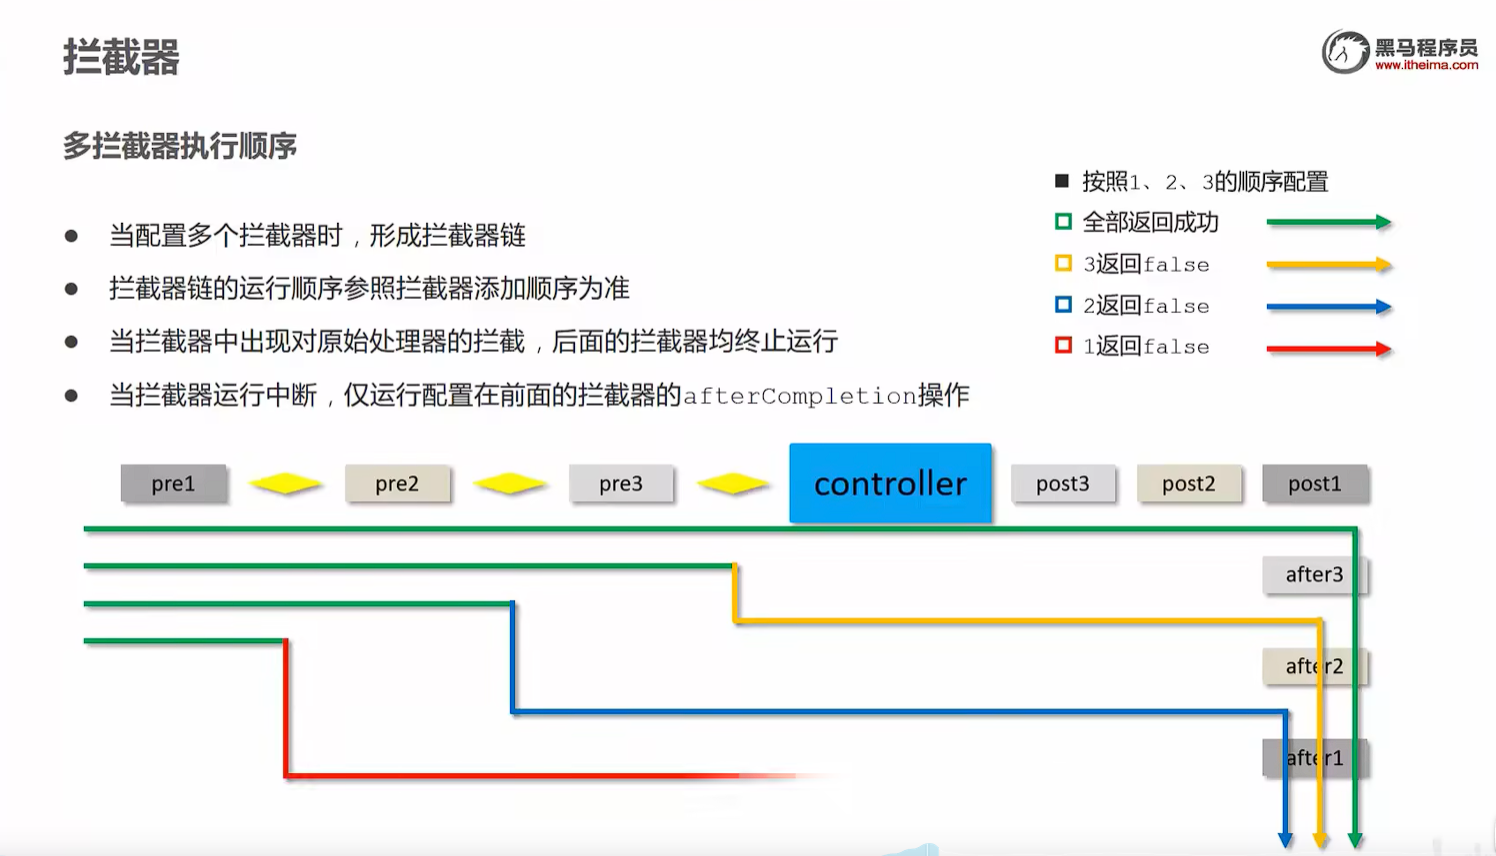 拦截器
黑马程序员
www.itheima.com
多拦截器执行顺序
当配置多个拦截器时，形成拦截器链
拦截器链的运行顺序参照拦截器添加顺序为准
当拦截器中出现对原始处理器的拦截，后面的拦截器均终止运行
当拦截器运行中断，仅运行配置在前面的拦截器的afterCompletion操作
按照1、2、3的顺序配置
全部返回成功
3返回false
2返回false
1返回false
pre1 pre2 pre3 controller post3 post2 post1
after3
after2
after1